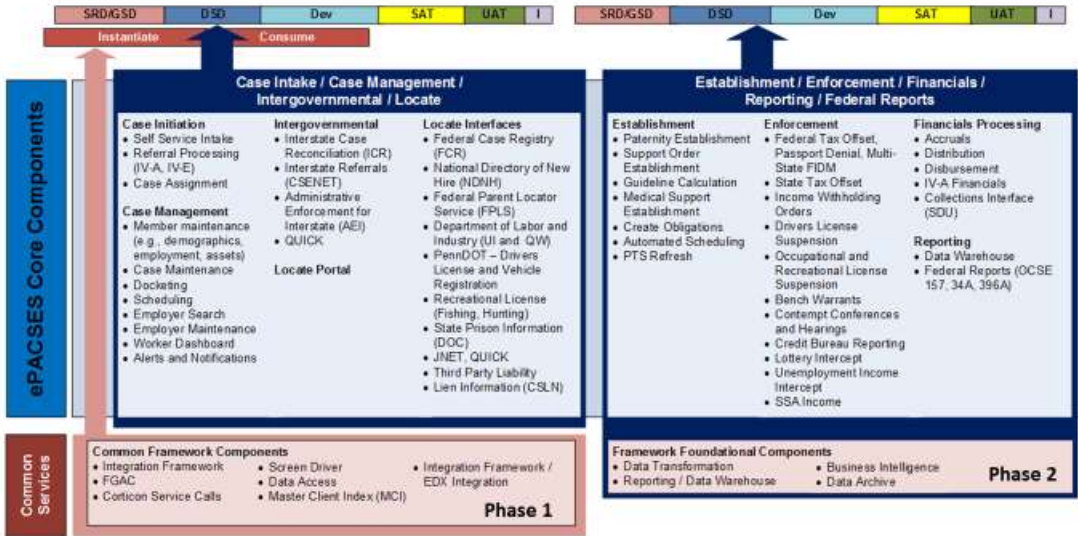 SRD/GSD DSD Dev SAT UAT I
Instantiate Consume
SRD/GSD DSD Dev SAT UAT I
ePACSES Core Components
Case Intake / Case Management /
Intergovernmental / Locate
Case Initiation
• Self Service Intake
• Referral Processing
(IV-A, IV-E)
• Case Assignment
Case Management
• Member maintenance
(e.g., demographics,
employment, assets)
• Case Maintenance
• Docketing
• Scheduling
• Employer Search
• Employer Maintenance
• Worker Dashboard
• Alerts and Notifications
Intergovernmental
• Interstate Case
Reconciliation (ICR)
• Interstate Referrals
(CSENET)
• Administrative
Enforcement for
Interstate (AEI)
• QUICK
Locate Portal
Locate Interfaces
• Federal Case Registry
(FCR)
• National Directory of New
Hire (NDNH)
• Federal Parent Locator
Service (FPLS)
• Department of Labor and
Industry (UI and QW)
• PennDOT – Drivers
License and Vehicle
Registration
• Recreational License
(Fishing, Hunting)
• State Prison Information
(DOC)
• JNET, QUICK
• Third Party Liability
• Lien Information (CSLN)
Establishment / Enforcement / Financials /
Reporting / Federal Reports
Establishment
• Paternity Establishment
• Support Order
Establishment
• Guideline Calculation
• Medical Support
Establishment
• Create Obligations
• Automated Scheduling
• PTS Refresh
Enforcement
• Federal Tax Offset,
Passport Denial, Multi-
State FIDM
• State Tax Offset
• Income Withholding
Orders
• Drivers License
Suspension
• Occupational and
Recreational License
Suspension
• Bench Warrants
• Contempt Conferences
and Hearings
• Credit Bureau Reporting
• Lottery Intercept
• Unemployment Income
Intercept
• SSA Income
Financials Processing
• Accruals
• Distribution
• Disbursement
• IV-A Financials
• Collections Interface
(SDU)
Reporting
• Data Warehouse
• Federal Reports (OCSE
157, 34A, 396A)
Common
Services
Common Framework Components
• Integration Framework
• FGAC
• Corticon Service Calls
• Screen Driver
• Data Access
• Master Client Index (MCI)
• Integration Framework /
EDX Integration
Phase 1
Framework Foundational Components
• Data Transformation
• Reporting / Data Warehouse
• Business Intelligence
• Data Archive
Phase 2